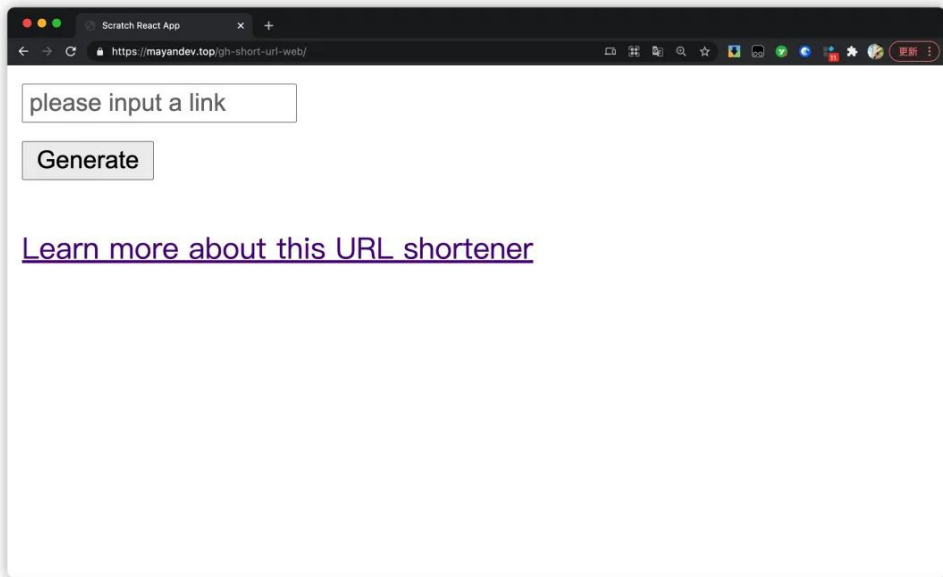 Scratch React App
https://mayandev.top/gh-short-url-web/
11
更新
please input a link
Generate
Learn more about this URL shortener